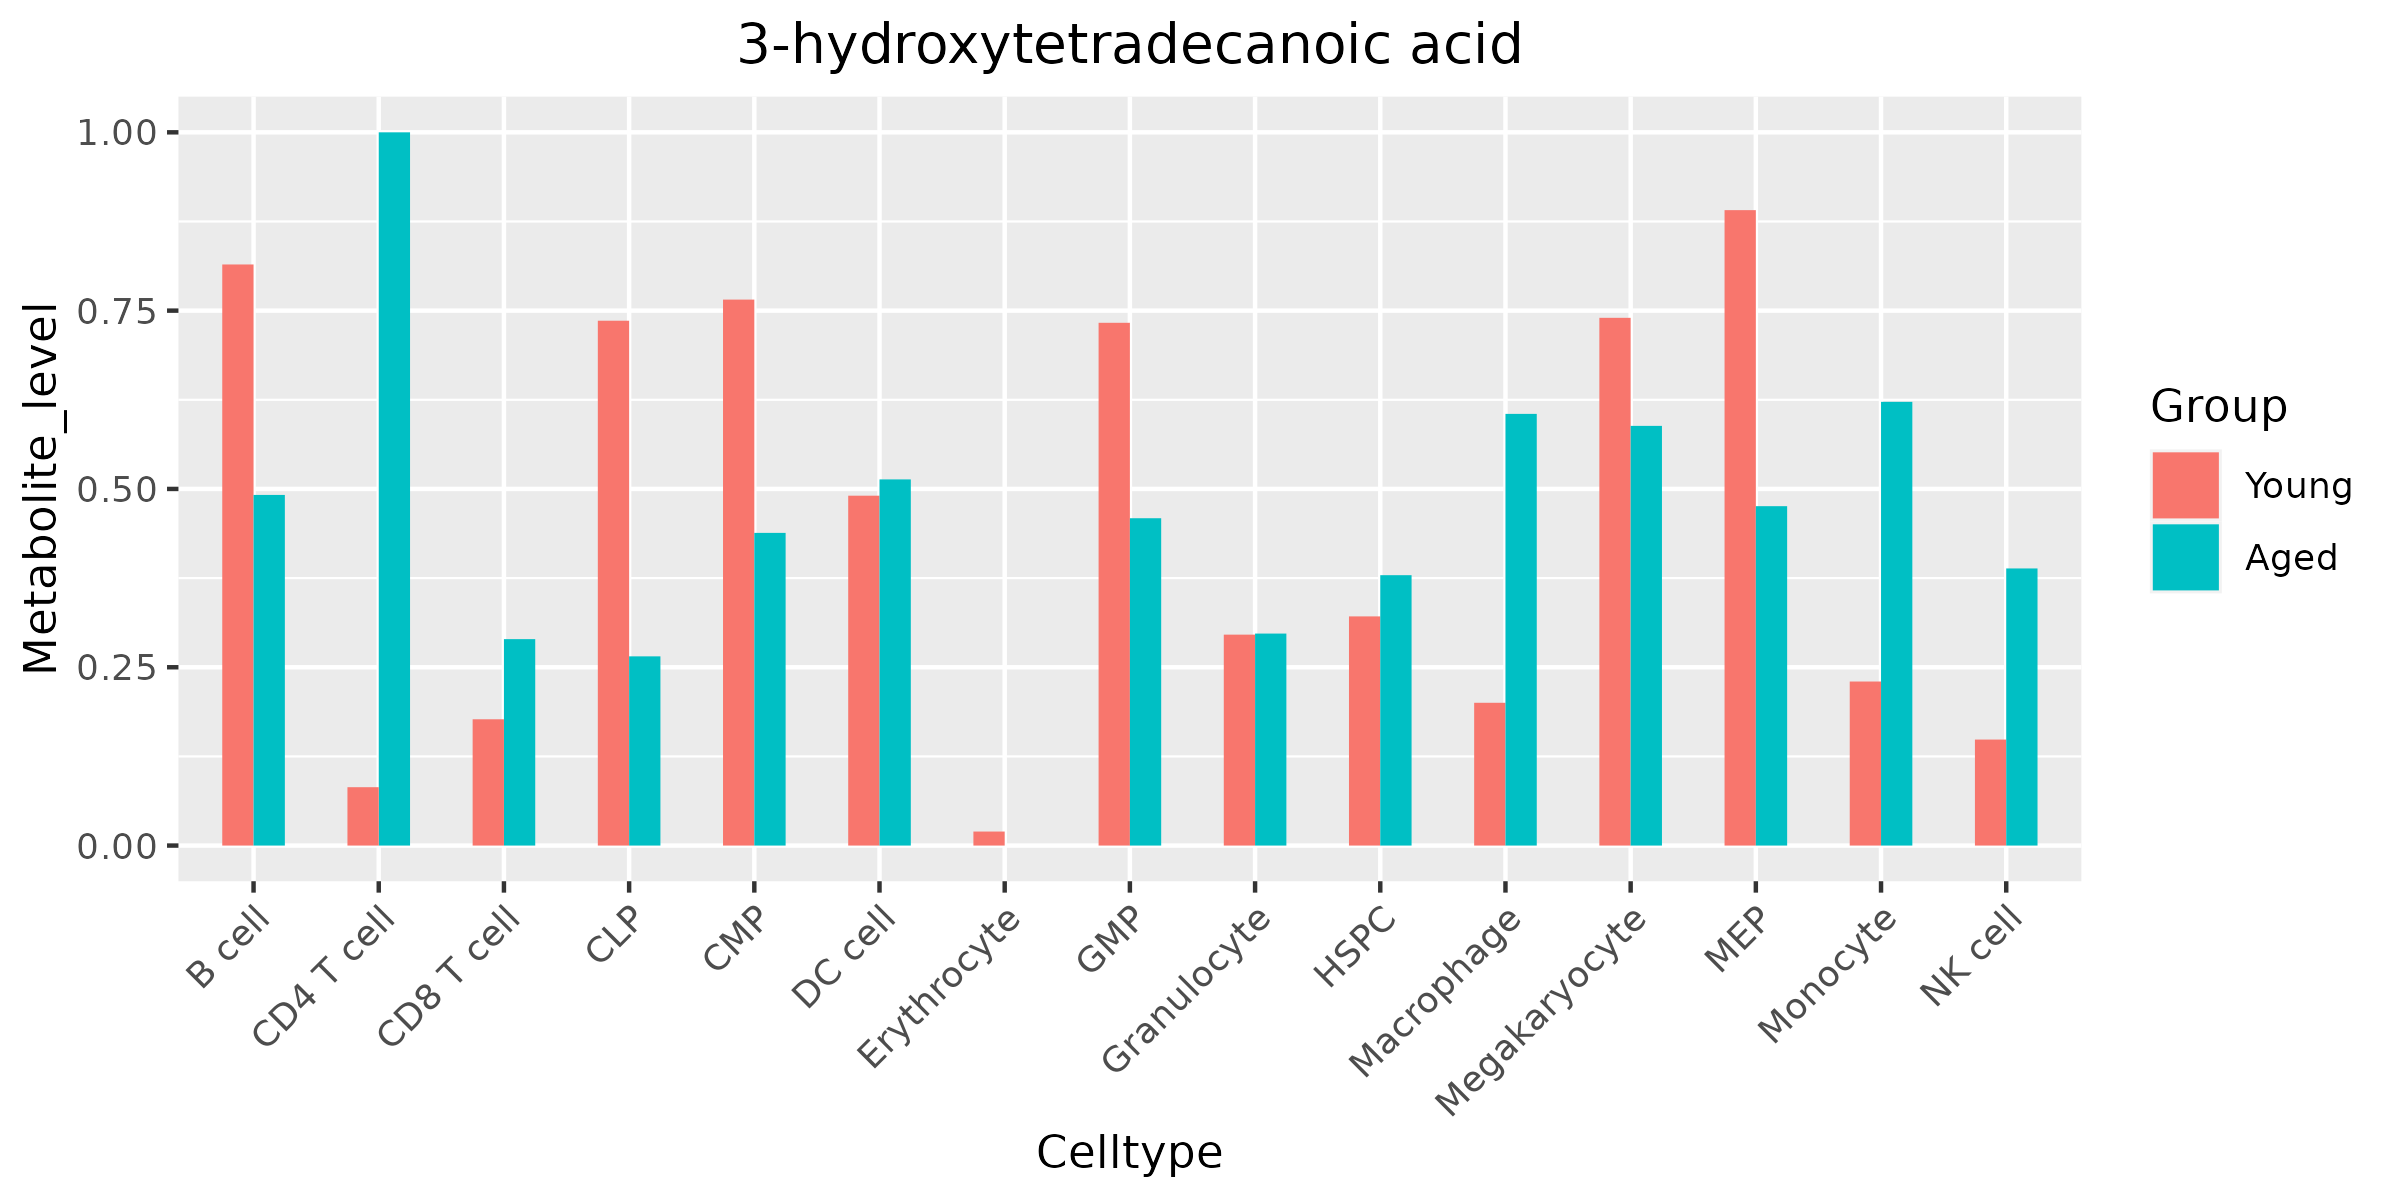 3-hydroxytetradecanoic acid
Metabolite_level
1.00
0.75
0.50
0.25
0.00
B cell
CD4 T cell
CD8 T cell
CLP
CMP
DC cell
Erythrocyte
GMP
Granulocyte
HSPC
Macrophage
Megakaryocyte
MEP
Monocyte
NK cell
Celltype
Group
Young
Aged